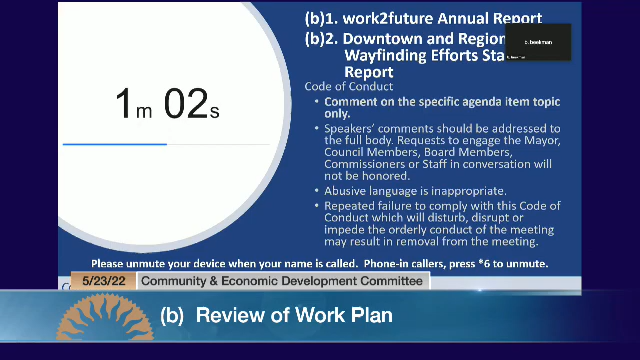 (b)1. work2future Annual Report
(b)2. Downtown and Region
Wayfinding Efforts Sta
Report
b. beekman
b. beekman
1m 02s
Code of Conduct
• Comment on the specific agenda item topic
only.
• Speakers' comments should be addressed to
the full body. Requests to engage the Mayor,
Council Members, Board Members,
Commissioners or Staff in conversation will
not be honored.
• Abusive language is inappropriate.
• Repeated failure to comply with this Code of
Conduct which will disturb, disrupt or
impede the orderly conduct of the meeting
may result in removal from the meeting.
Please unmute your device when your name is called. Phone-in callers, press *6 to unmute.
5/23/22 Community & Economic Development Committee
(b) Review of Work Plan